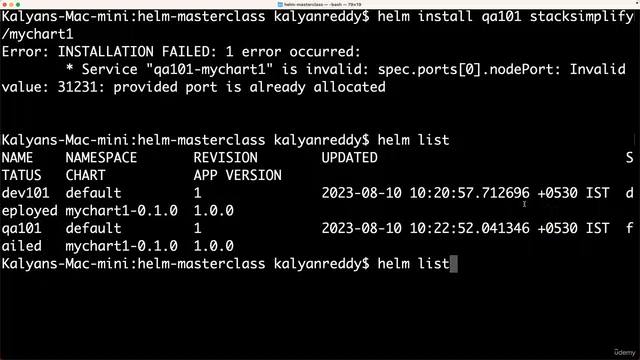 helm-masterclass — -bash — 79×19
Kalyans-Mac-mini:helm-masterclass kalyanreddy$ helm install qa101 stacksimplify
/mychart1
Error: INSTALLATION FAILED: 1 error occurred:
* Service "qa101-mychart1" is invalid: spec.ports[0].nodePort: Invalid
value: 31231: provided port is already allocated
Kalyans-Mac-mini:helm-masterclass kalyanreddy$ helm list
NAME NAMESPACE REVISION UPDATED S
TATUS CHART APP VERSION
dev101 default 1 2023-08-10 10:20:57.712696 +0530 IST d
eployed mychart1-0.1.0 1.0.0
qa101 default 1 2023-08-10 10:22:52.041346 +0530 IST f
ailed mychart1-0.1.0 1.0.0
Kalyans-Mac-mini:helm-masterclass kalyanreddy$ helm list
udemy